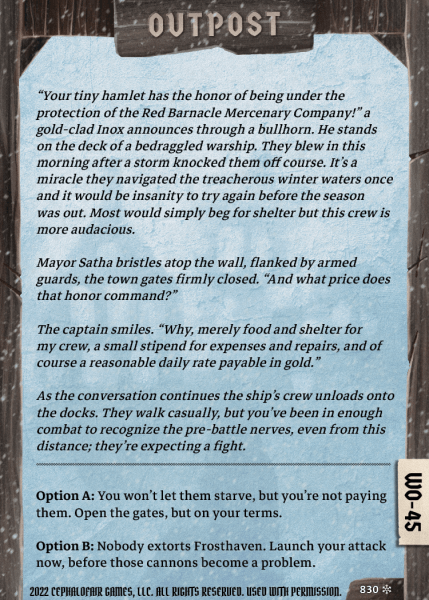 OUTPOST
“Your tiny hamlet has the honor of being under the
protection of the Red Barnacle Mercenary Company!” a
gold-clad Inox announces through a bullhorn. He stands
on the deck of a bedraggled warship. They blew in this
morning after a storm knocked them off course. It’s a
miracle they navigated the treacherous winter waters once
and it would be insanity to try again before the season
was out. Most would simply beg for shelter but this crew is
more audacious.
Mayor Satha bristles atop the wall, flanked by armed
guards, the town gates firmly closed. “And what price does
that honor command?”
The captain smiles. “Why, merely food and shelter for
my crew, a small stipend for expenses and repairs, and of
course a reasonable daily rate payable in gold.”
As the conversation continues the ship’s crew unloads onto
the docks. They walk casually, but you’ve been in enough
combat to recognize the pre-battle nerves, even from this
distance; they’re expecting a fight.
Option A: You won’t let them starve, but you’re not paying
them. Open the gates, but on your terms.
Option B: Nobody extorts Frosthaven. Launch your attack
now, before those cannons become a problem.
WO-45
2022 CEPHALOFAIR GAMES, LLC. ALL RIGHTS RESERVED. USED WITH PERMISSION.
830